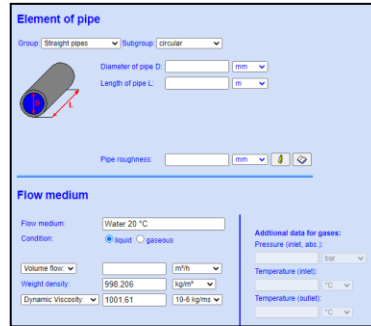 Element of pipe
Group: Straight pipes Subgroup: circular
Diameter of pipe D: mm
Length of pipe L: m
D
L
Pipe roughness: mm
Flow medium
Flow medium: Water 20 °C
Condition: liquid gaseous
Volume flow: m³/h
Weight density: 998.206 kg/m³
Dynamic Viscosity: 1001.61 10-6 kg/ms
Addtional data for gases:
Pressure (inlet, abs.):
bar
Temperature (inlet):
°C
Temperature (outlet):
°C